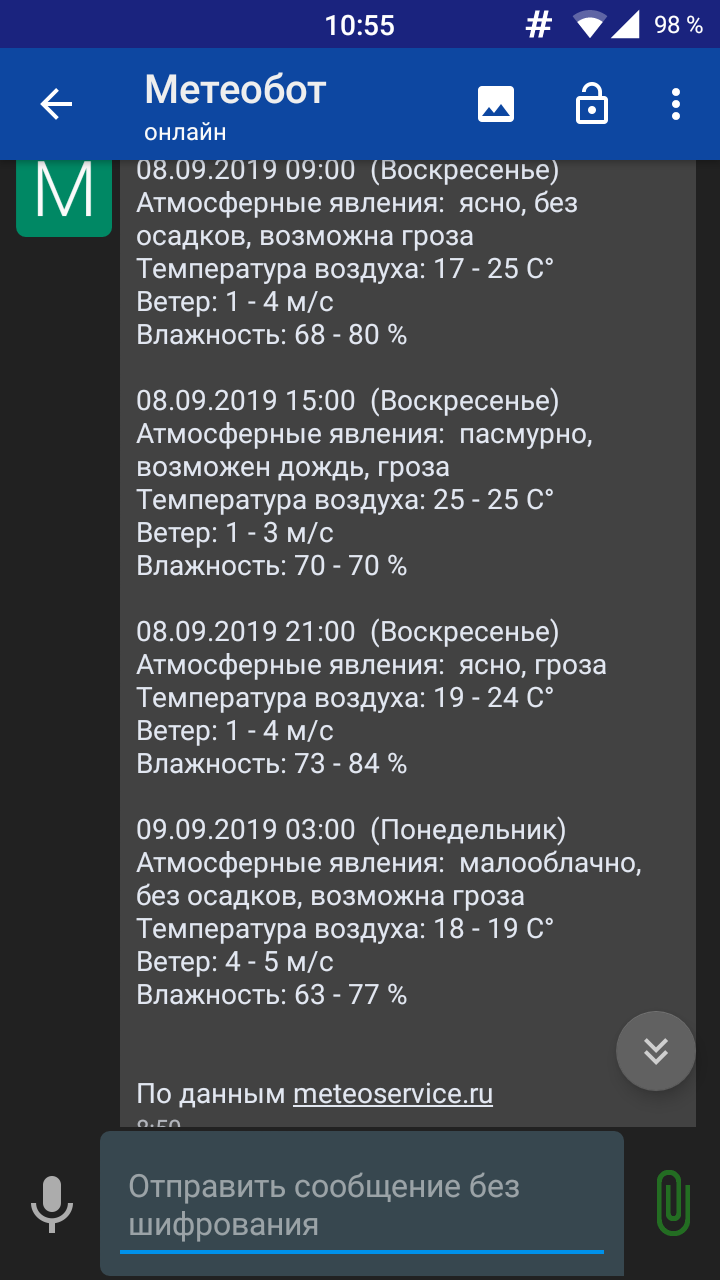 10:55
98 %
Метеобот
онлайн
М
08.09.2019 09:00  (Воскресенье)
Атмосферные явления:  ясно, без
осадков, возможна гроза
Температура воздуха: 17 - 25 C°
Ветер: 1 - 4 м/с
Влажность: 68 - 80 %
08.09.2019 15:00  (Воскресенье)
Атмосферные явления:  пасмурно,
возможен дождь, гроза
Температура воздуха: 25 - 25 C°
Ветер: 1 - 3 м/с
Влажность: 70 - 70 %
08.09.2019 21:00  (Воскресенье)
Атмосферные явления:  ясно, гроза
Температура воздуха: 19 - 24 C°
Ветер: 1 - 4 м/с
Влажность: 73 - 84 %
09.09.2019 03:00  (Понедельник)
Атмосферные явления:  малооблачно,
без осадков, возможна гроза
Температура воздуха: 18 - 19 C°
Ветер: 4 - 5 м/с
Влажность: 63 - 77 %
По данным meteoservice.ru
Отправить сообщение без
шифрования